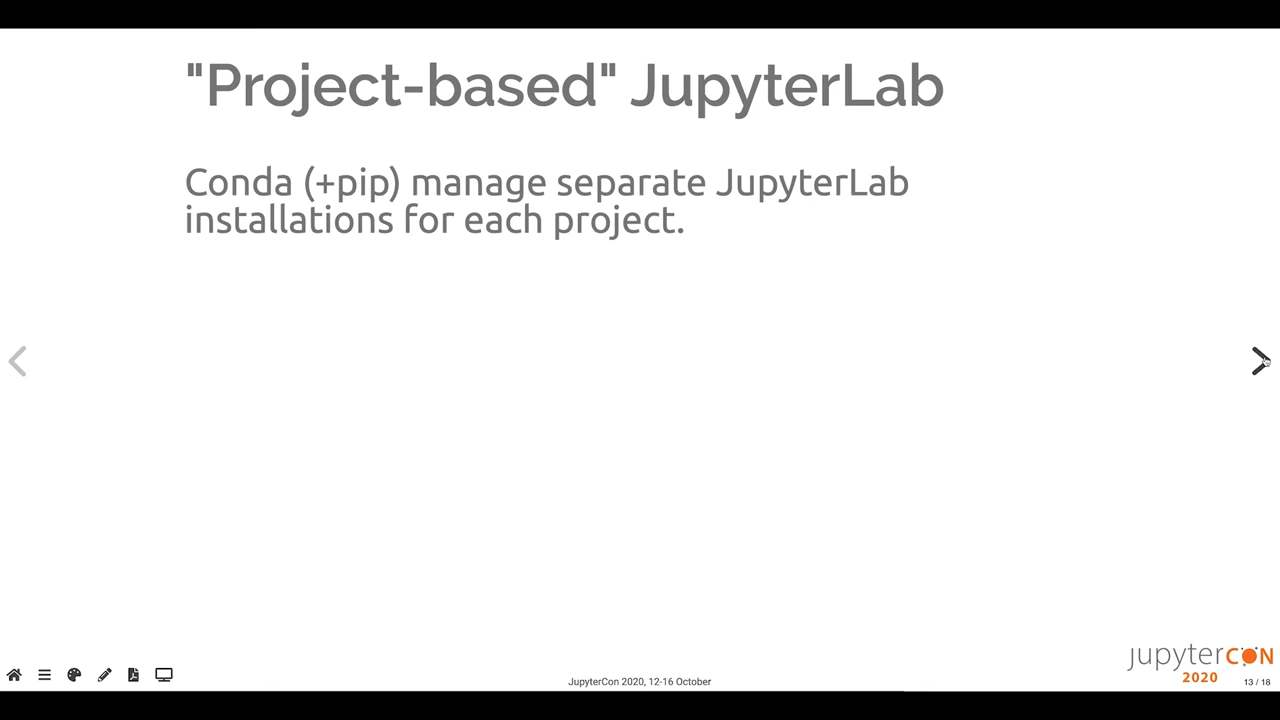 "Project-based" JupyterLab
Conda (+pip) manage separate JupyterLab
installations for each project.
JupyterCon 2020, 12-16 October
jupytercon
2020
13 / 18